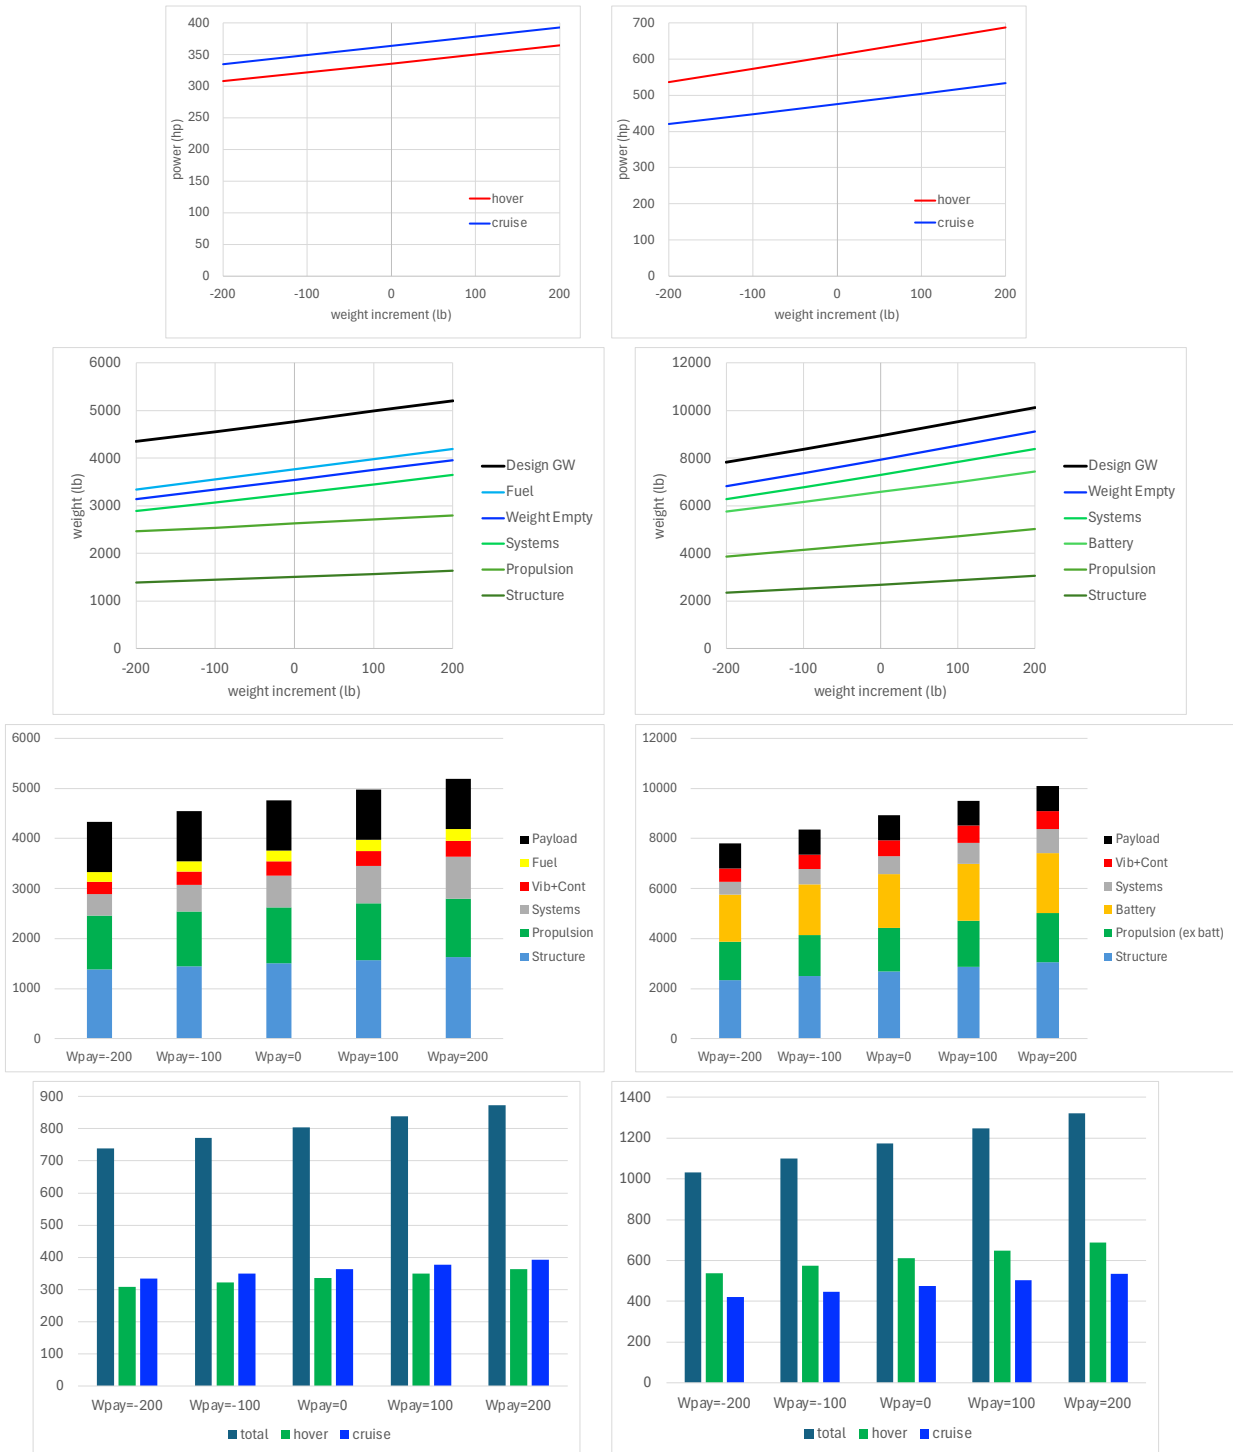 400
350
300
250
200
150
100
50
0
power (hp)
hover
cruise
-200 -100 0 100 200
weight increment (lb)
700
600
500
400
300
200
100
0
power (hp)
hover
cruise
-200 -100 0 100 200
weight increment (lb)
6000
5000
4000
3000
2000
1000
0
weight (lb)
Design GW
Fuel
Weight Empty
Systems
Propulsion
Structure
-200 -100 0 100 200
weight increment (lb)
12000
10000
8000
6000
4000
2000
0
weight (lb)
Design GW
Weight Empty
Systems
Battery
Propulsion
Structure
-200 -100 0 100 200
weight increment (lb)
6000
5000
4000
3000
2000
1000
0
Payload
Fuel
Vib+Cont
Systems
Propulsion
Structure
Wpay=-200 Wpay=-100 Wpay=0 Wpay=100 Wpay=200
12000
10000
8000
6000
4000
2000
0
Payload
Vib+Cont
Systems
Battery
Propulsion (ex batt)
Structure
Wpay=-200 Wpay=-100 Wpay=0 Wpay=100 Wpay=200
900
800
700
600
500
400
300
200
100
0
Wpay=-200 Wpay=-100 Wpay=0 Wpay=100 Wpay=200
total hover cruise
1400
1200
1000
800
600
400
200
0
Wpay=-200 Wpay=-100 Wpay=0 Wpay=100 Wpay=200
total hover cruise